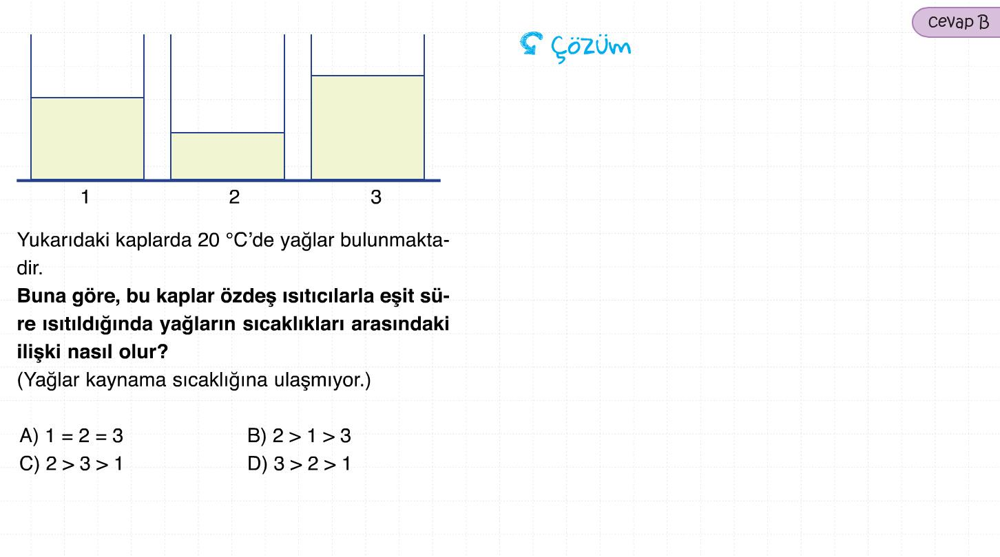 cevap B
Çözüm
1 2 3
Yukarıdaki kaplarda 20 °C’de yağlar bulunmakta-
dir.
Buna göre, bu kaplar özdeş ısıtıcılarla eşit sü-
re ısıtıldığında yağların sıcaklıkları arasındaki
ilişki nasıl olur?
(Yağlar kaynama sıcaklığına ulaşmıyor.)
A) 1 = 2 = 3 B) 2 > 1 > 3
C) 2 > 3 > 1 D) 3 > 2 > 1